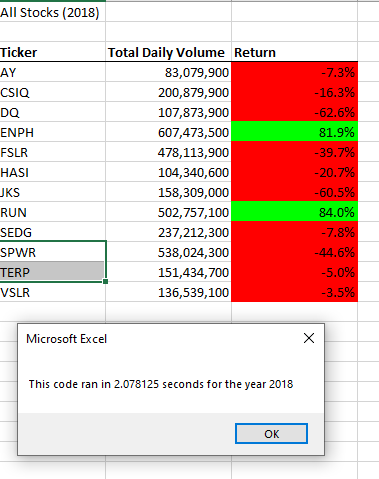 All Stocks (2018)
Ticker Total Daily Volume Return
AY 83,079,900 -7.3%
CSIQ 200,879,900 -16.3%
DQ 107,873,900 -62.6%
ENPH 607,473,500 81.9%
FSLR 478,113,900 -39.7%
HASI 104,340,600 -20.7%
JKS 158,309,000 -60.5%
RUN 502,757,100 84.0%
SEDG 237,212,300 -7.8%
SPWR 538,024,300 -44.6%
TERP 151,434,700 -5.0%
VSLR 136,539,100 -3.5%
Microsoft Excel
This code ran in 2.078125 seconds for the year 2018
OK